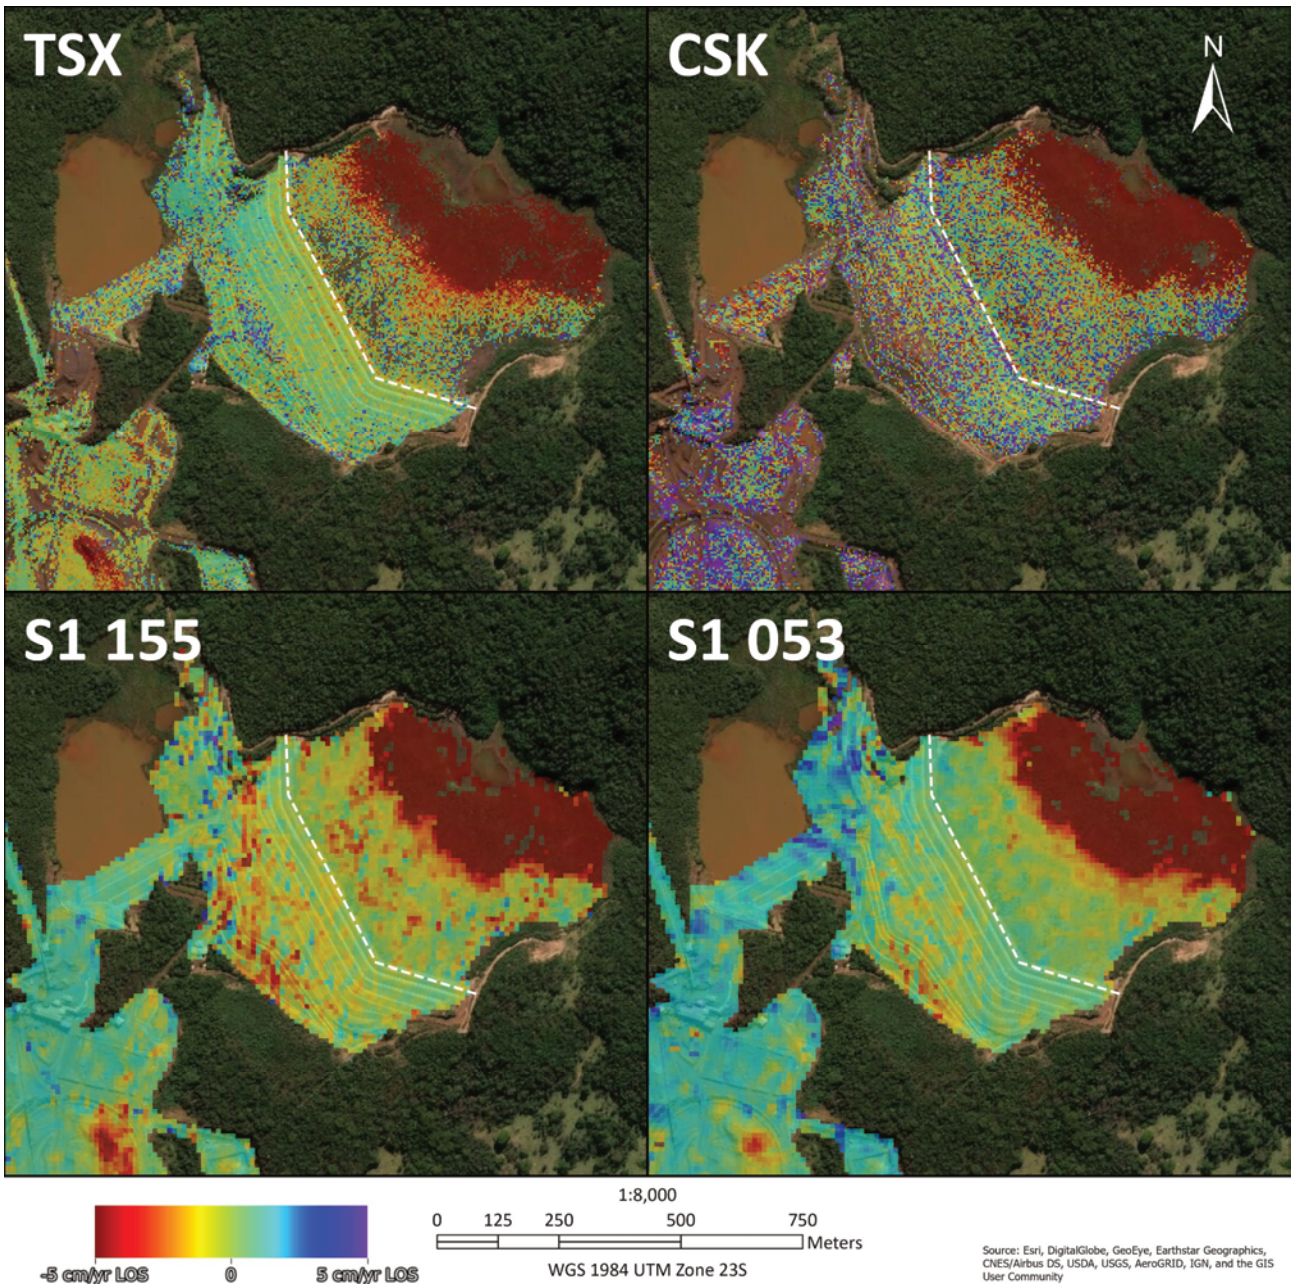 TSX
CSK
N
S1 155
S1 053
1:8,000
0 125 250 500 750
Meters
WGS 1984 UTM Zone 23S
-5 cm/yr LOS 0 5 cm/yr LOS
Source: Esri, DigitalGlobe, GeoEye, Earthstar Geographics,
CNES/Airbus DS, USDA, USGS, AeroGRID, IGN, and the GIS
User Community